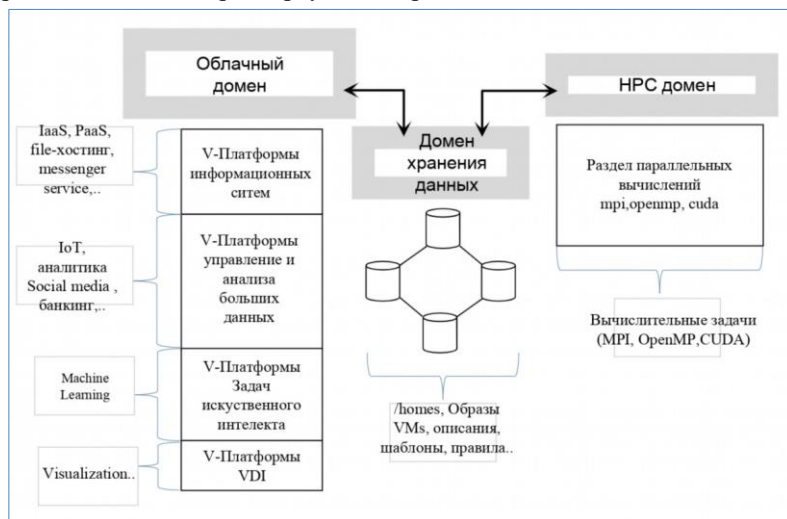 Облачный
домен
HPC домен
Домен
хранения
данных
IaaS, PaaS,
file-хостинг,
messenger
service,..
V-Платформы
информационных
ситем
Раздел параллельных
вычислений
mpi,openmp, cuda
IoT,
аналитика
Social media ,
банкинг,..
V-Платформы
управление и
анализа
больших
данных
Вычислительные задачи
(MPI, OpenMP,CUDA)
Machine
Learning
V-Платформы
Задач
искуственного
интелекта
/homes, Образы
VMs, описания,
шаблоны, правила..
Visualization..
V-Платформы
VDI